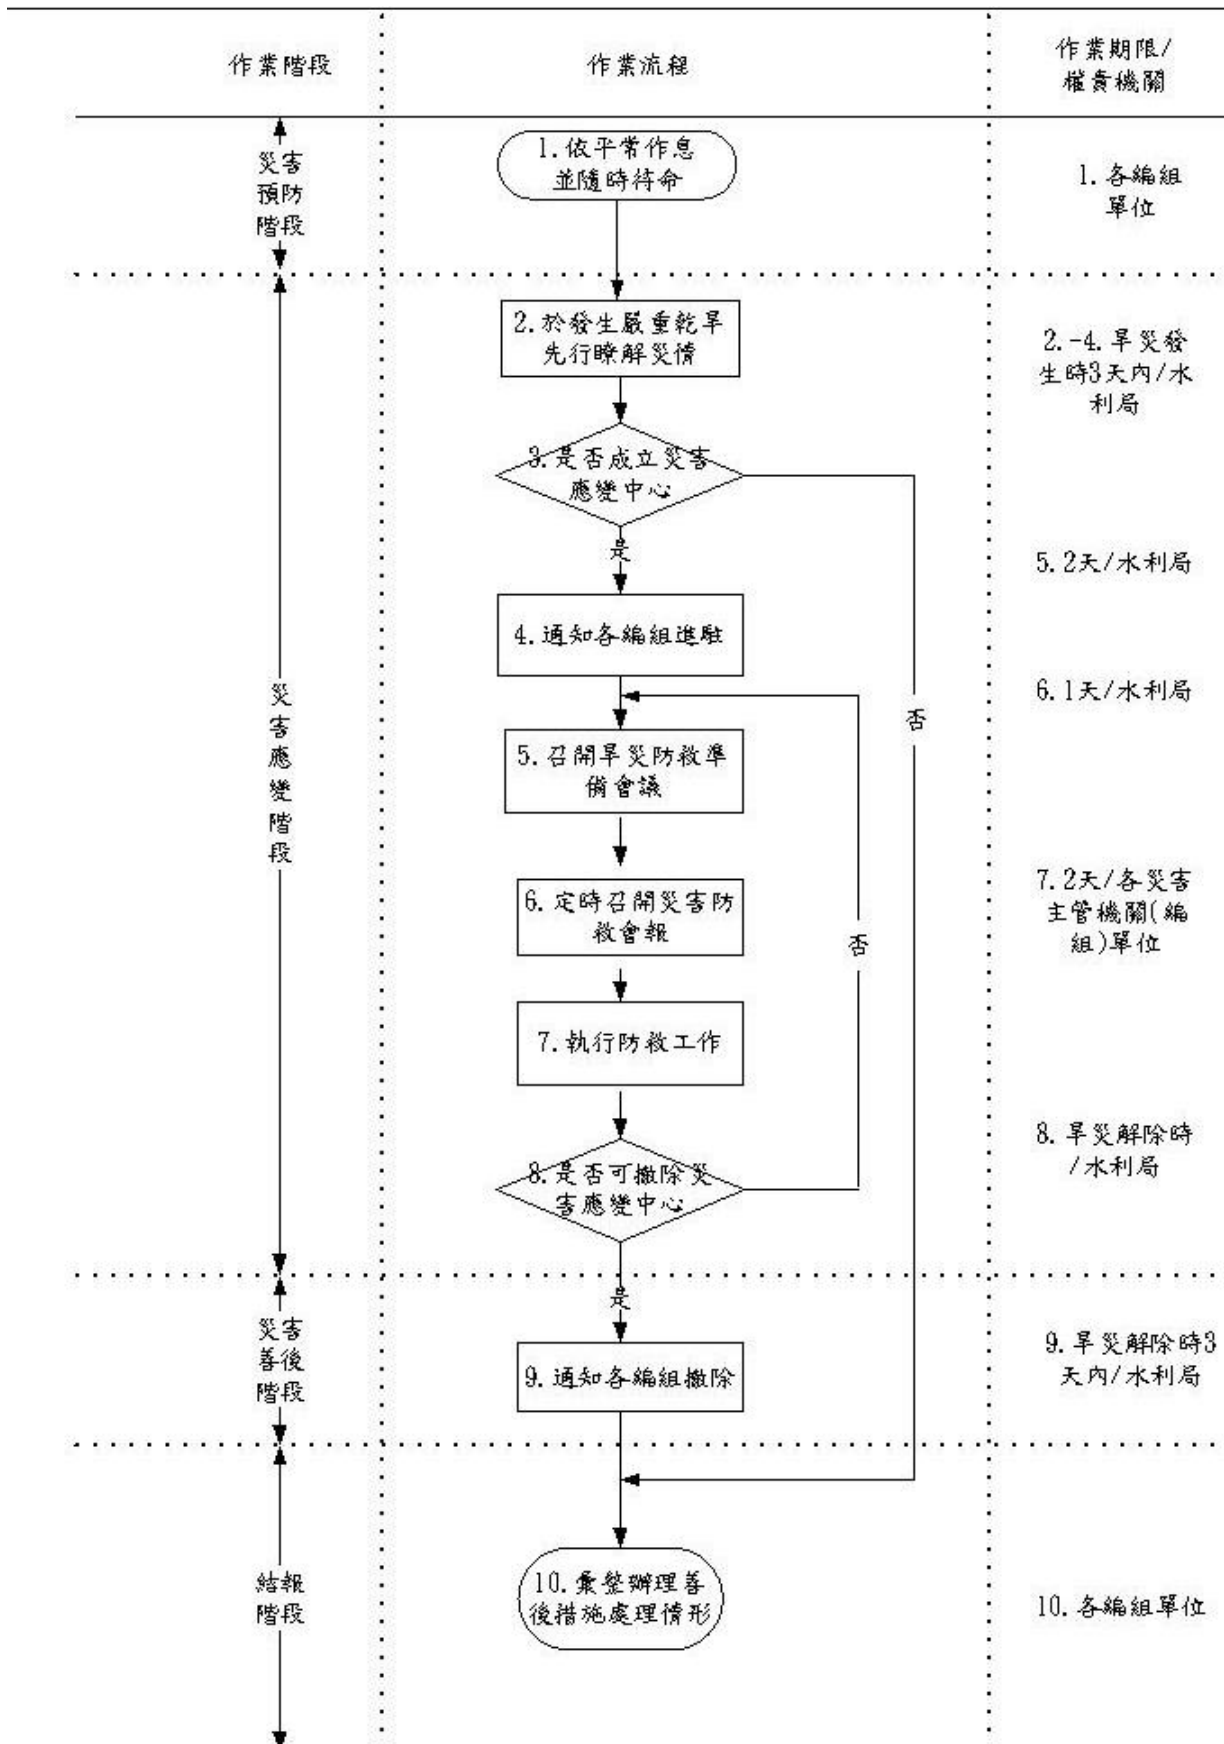 作業階段
作業流程
作業期限/
權責機關
災害
預防
階段
1.依平常作息
並隨時待命
1.各編組
單位
2.於發生嚴重乾旱
先行瞭解災情
2.-4.旱災發
生時3天內/水
利局
3.是否成立災害
應變中心
是
否
5.2天/水利局
4.通知各編組進駐
6.1天/水利局
災
害
應
變
階
段
5.召開旱災防救準
備會議
6.定時召開災害防
救會報
否
7.2天/各災害
主管機關(編
組)單位
7.執行防救工作
8.是否可撤除災
害應變中心
8.旱災解除時
/水利局
是
災害
善後
階段
9.通知各編組撤除
9.旱災解除時3
天內/水利局
結報
階段
10.彙整辦理善
後措施處理情形
10.各編組單位